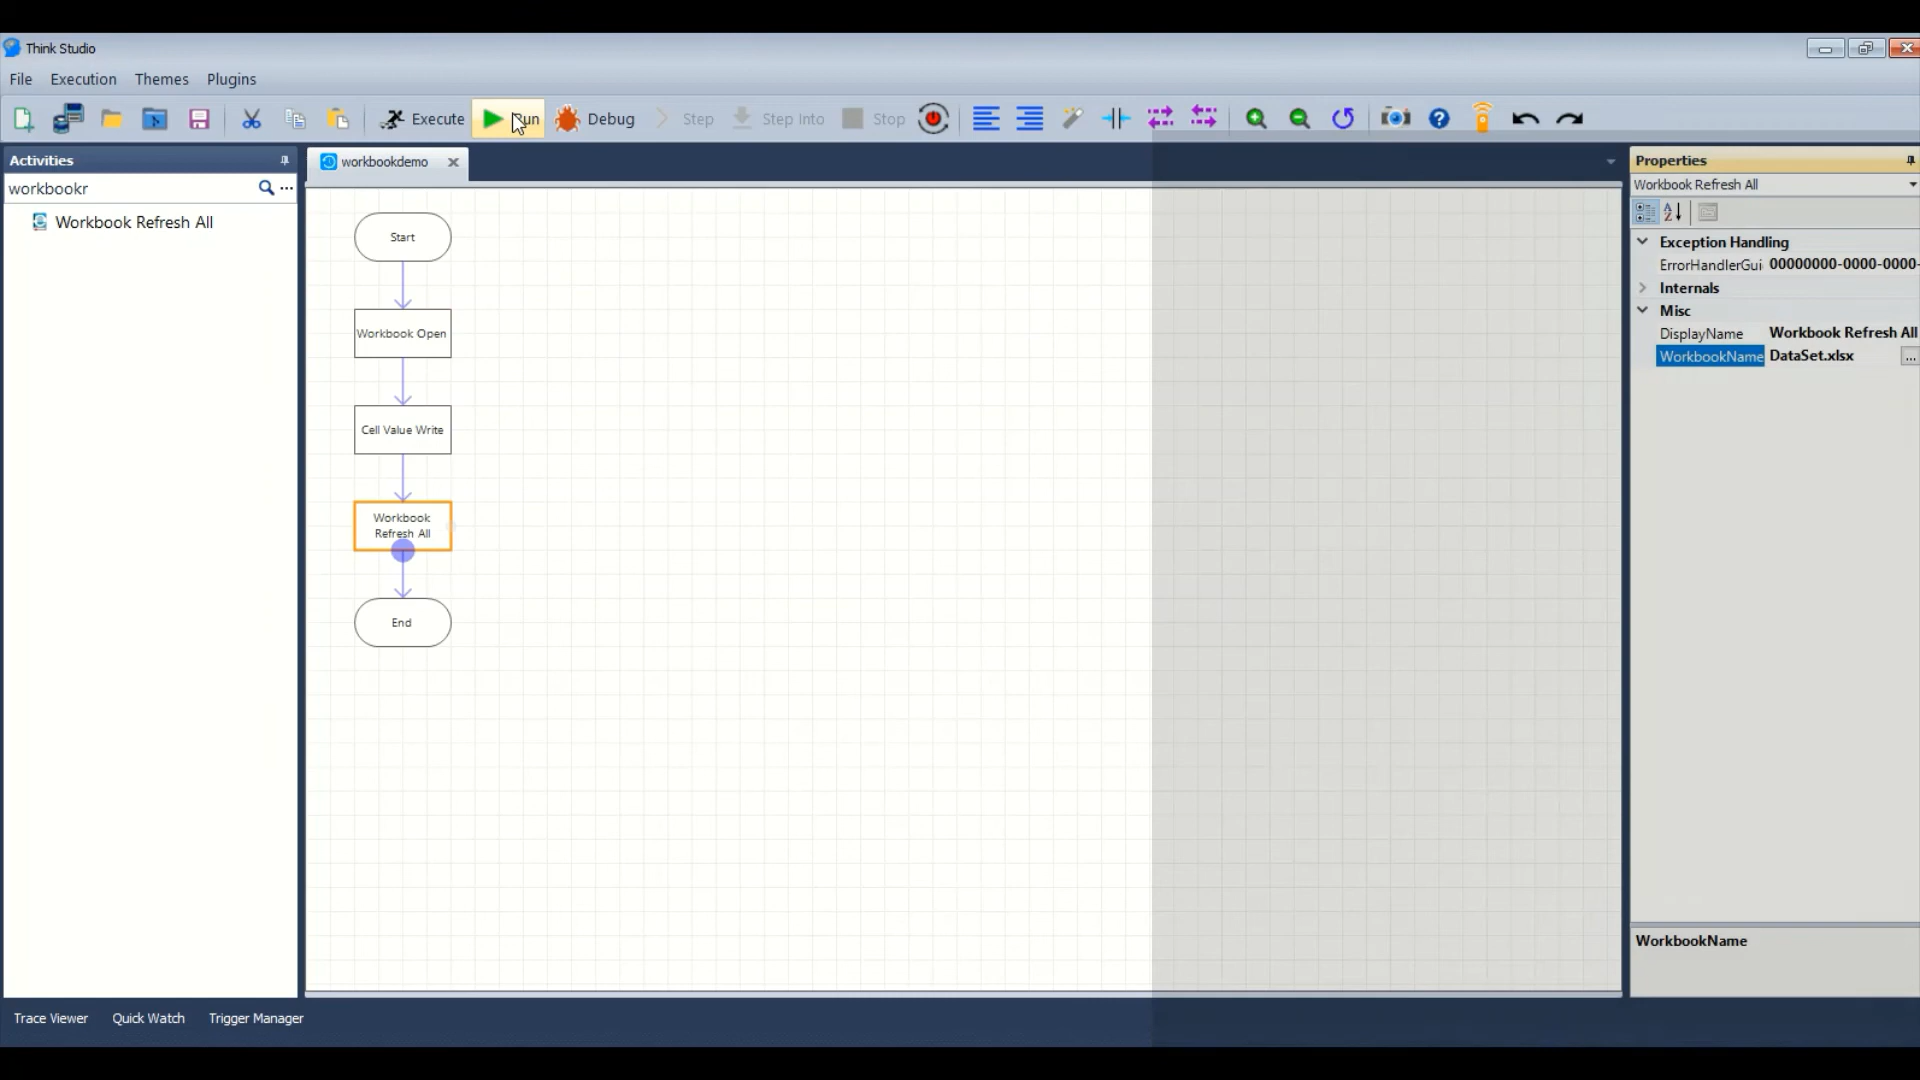 Think Studio
File Execution Themes Plugins
Execute Run Debug Step Step Into Stop
Activities
workbookr
Workbook Refresh All
workbookdemo
Start
Workbook Open
Cell Value Write
Workbook
Refresh All
End
Properties
Workbook Refresh All
Exception Handling
ErrorHandlerGui 00000000-0000-0000-
Internals
Misc
DisplayName Workbook Refresh All
WorkbookName DataSet.xlsx ...
WorkbookName
Trace Viewer Quick Watch Trigger Manager